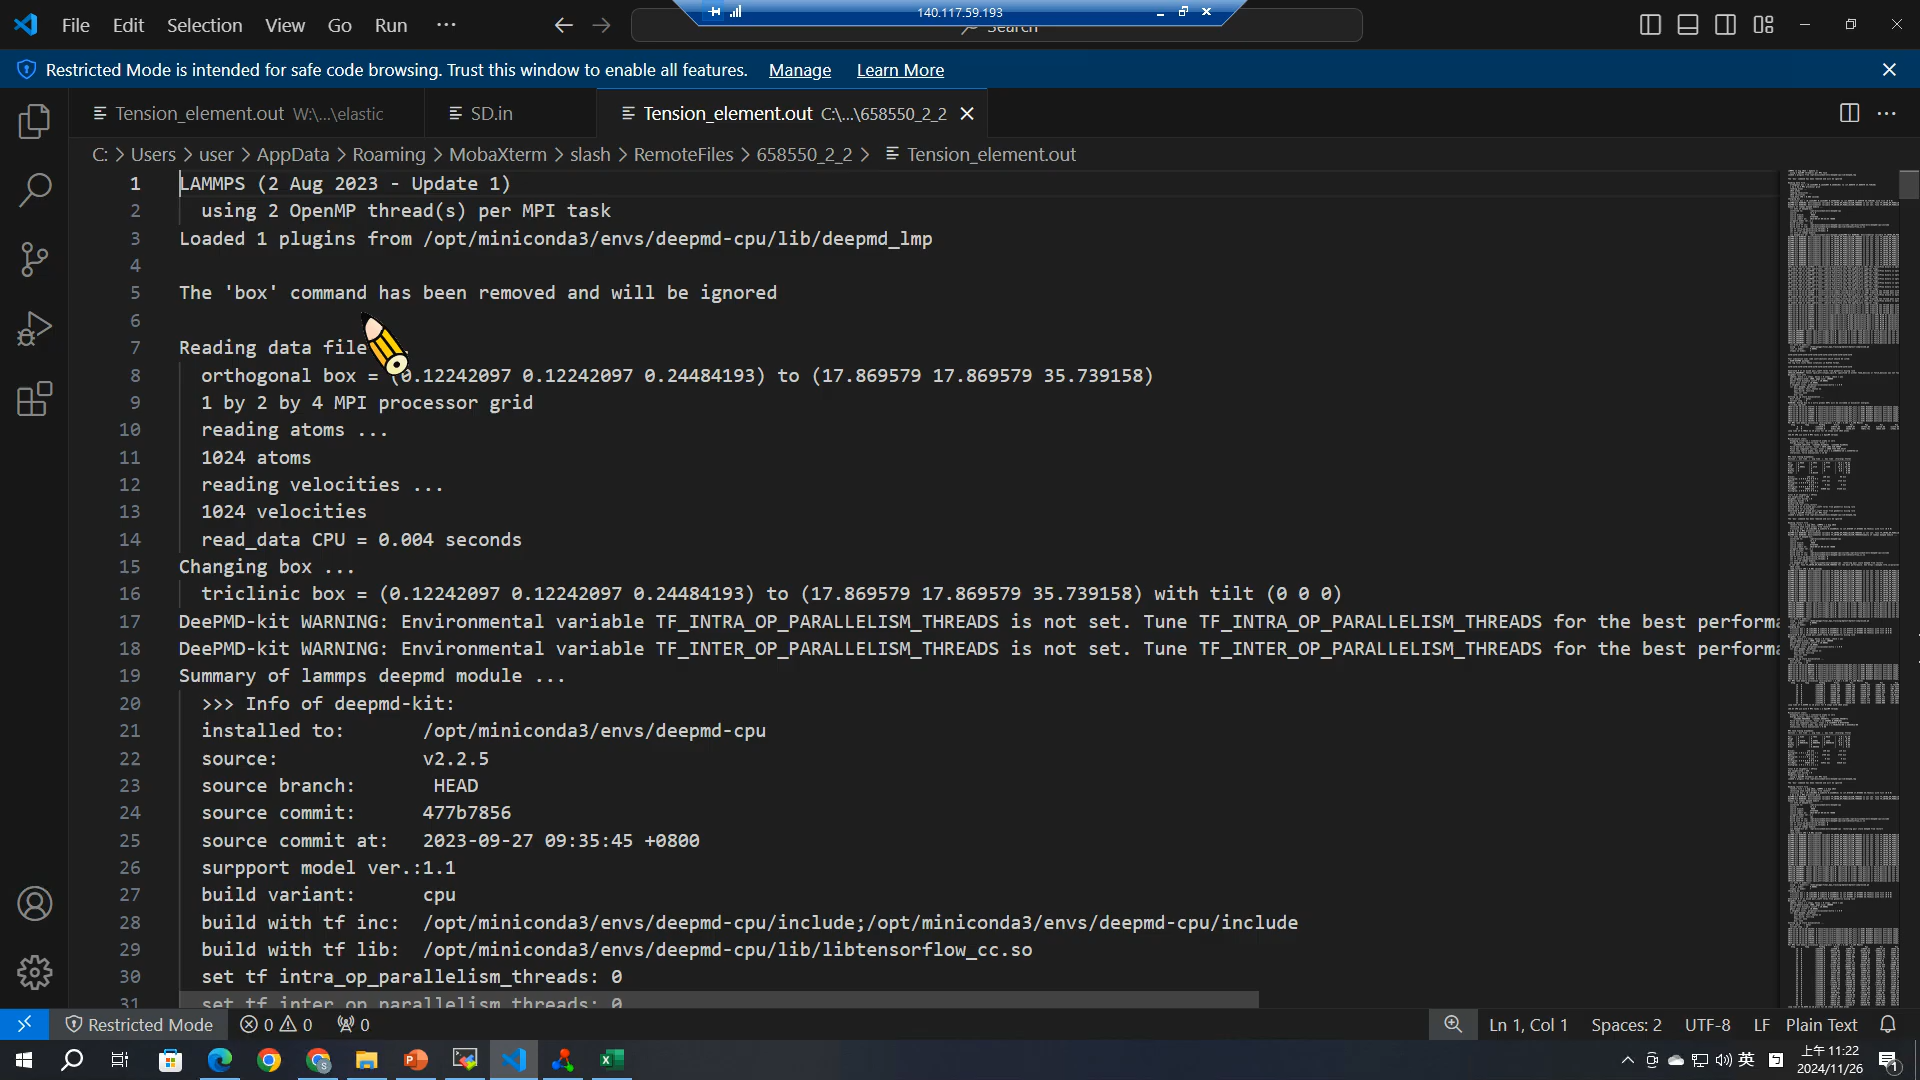 140.117.59.193
File Edit Selection View Go Run ···
Search
Restricted Mode is intended for safe code browsing. Trust this window to enable all features. Manage Learn More
Tension_element.out W:\...\elastic SD.in Tension_element.out C:\...\658550_2_2
C: > Users > user > AppData > Roaming > MobaXterm > slash > RemoteFiles > 658550_2_2 > Tension_element.out
1 LAMMPS (2 Aug 2023 - Update 1)
2 using 2 OpenMP thread(s) per MPI task
3 Loaded 1 plugins from /opt/miniconda3/envs/deepmd-cpu/lib/deepmd_lmp
4
5 The 'box' command has been removed and will be ignored
6
7 Reading data file
8 orthogonal box = (0.12242097 0.12242097 0.24484193) to (17.869579 17.869579 35.739158)
9 1 by 2 by 4 MPI processor grid
10 reading atoms ...
11 1024 atoms
12 reading velocities ...
13 1024 velocities
14 read_data CPU = 0.004 seconds
15 Changing box ...
16 triclinic box = (0.12242097 0.12242097 0.24484193) to (17.869579 17.869579 35.739158) with tilt (0 0 0)
17 DeePMD-kit WARNING: Environmental variable TF_INTRA_OP_PARALLELISM_THREADS is not set. Tune TF_INTRA_OP_PARALLELISM_THREADS for the best performa
18 DeePMD-kit WARNING: Environmental variable TF_INTER_OP_PARALLELISM_THREADS is not set. Tune TF_INTER_OP_PARALLELISM_THREADS for the best performa
19 Summary of lammps deepmd module ...
20 >>> Info of deepmd-kit:
21 installed to: /opt/miniconda3/envs/deepmd-cpu
22 source: v2.2.5
23 source branch: HEAD
24 source commit: 477b7856
25 source commit at: 2023-09-27 09:35:45 +0800
26 surpport model ver.:1.1
27 build variant: cpu
28 build with tf inc: /opt/miniconda3/envs/deepmd-cpu/include;/opt/miniconda3/envs/deepmd-cpu/include
29 build with tf lib: /opt/miniconda3/envs/deepmd-cpu/lib/libtensorflow_cc.so
30 set tf intra_op_parallelism_threads: 0
31 set tf inter_op_parallelism_threads: 0
Restricted Mode 0 0 0 Ln 1, Col 1 Spaces: 2 UTF-8 LF Plain Text
英 上午 11:22
2024/11/26